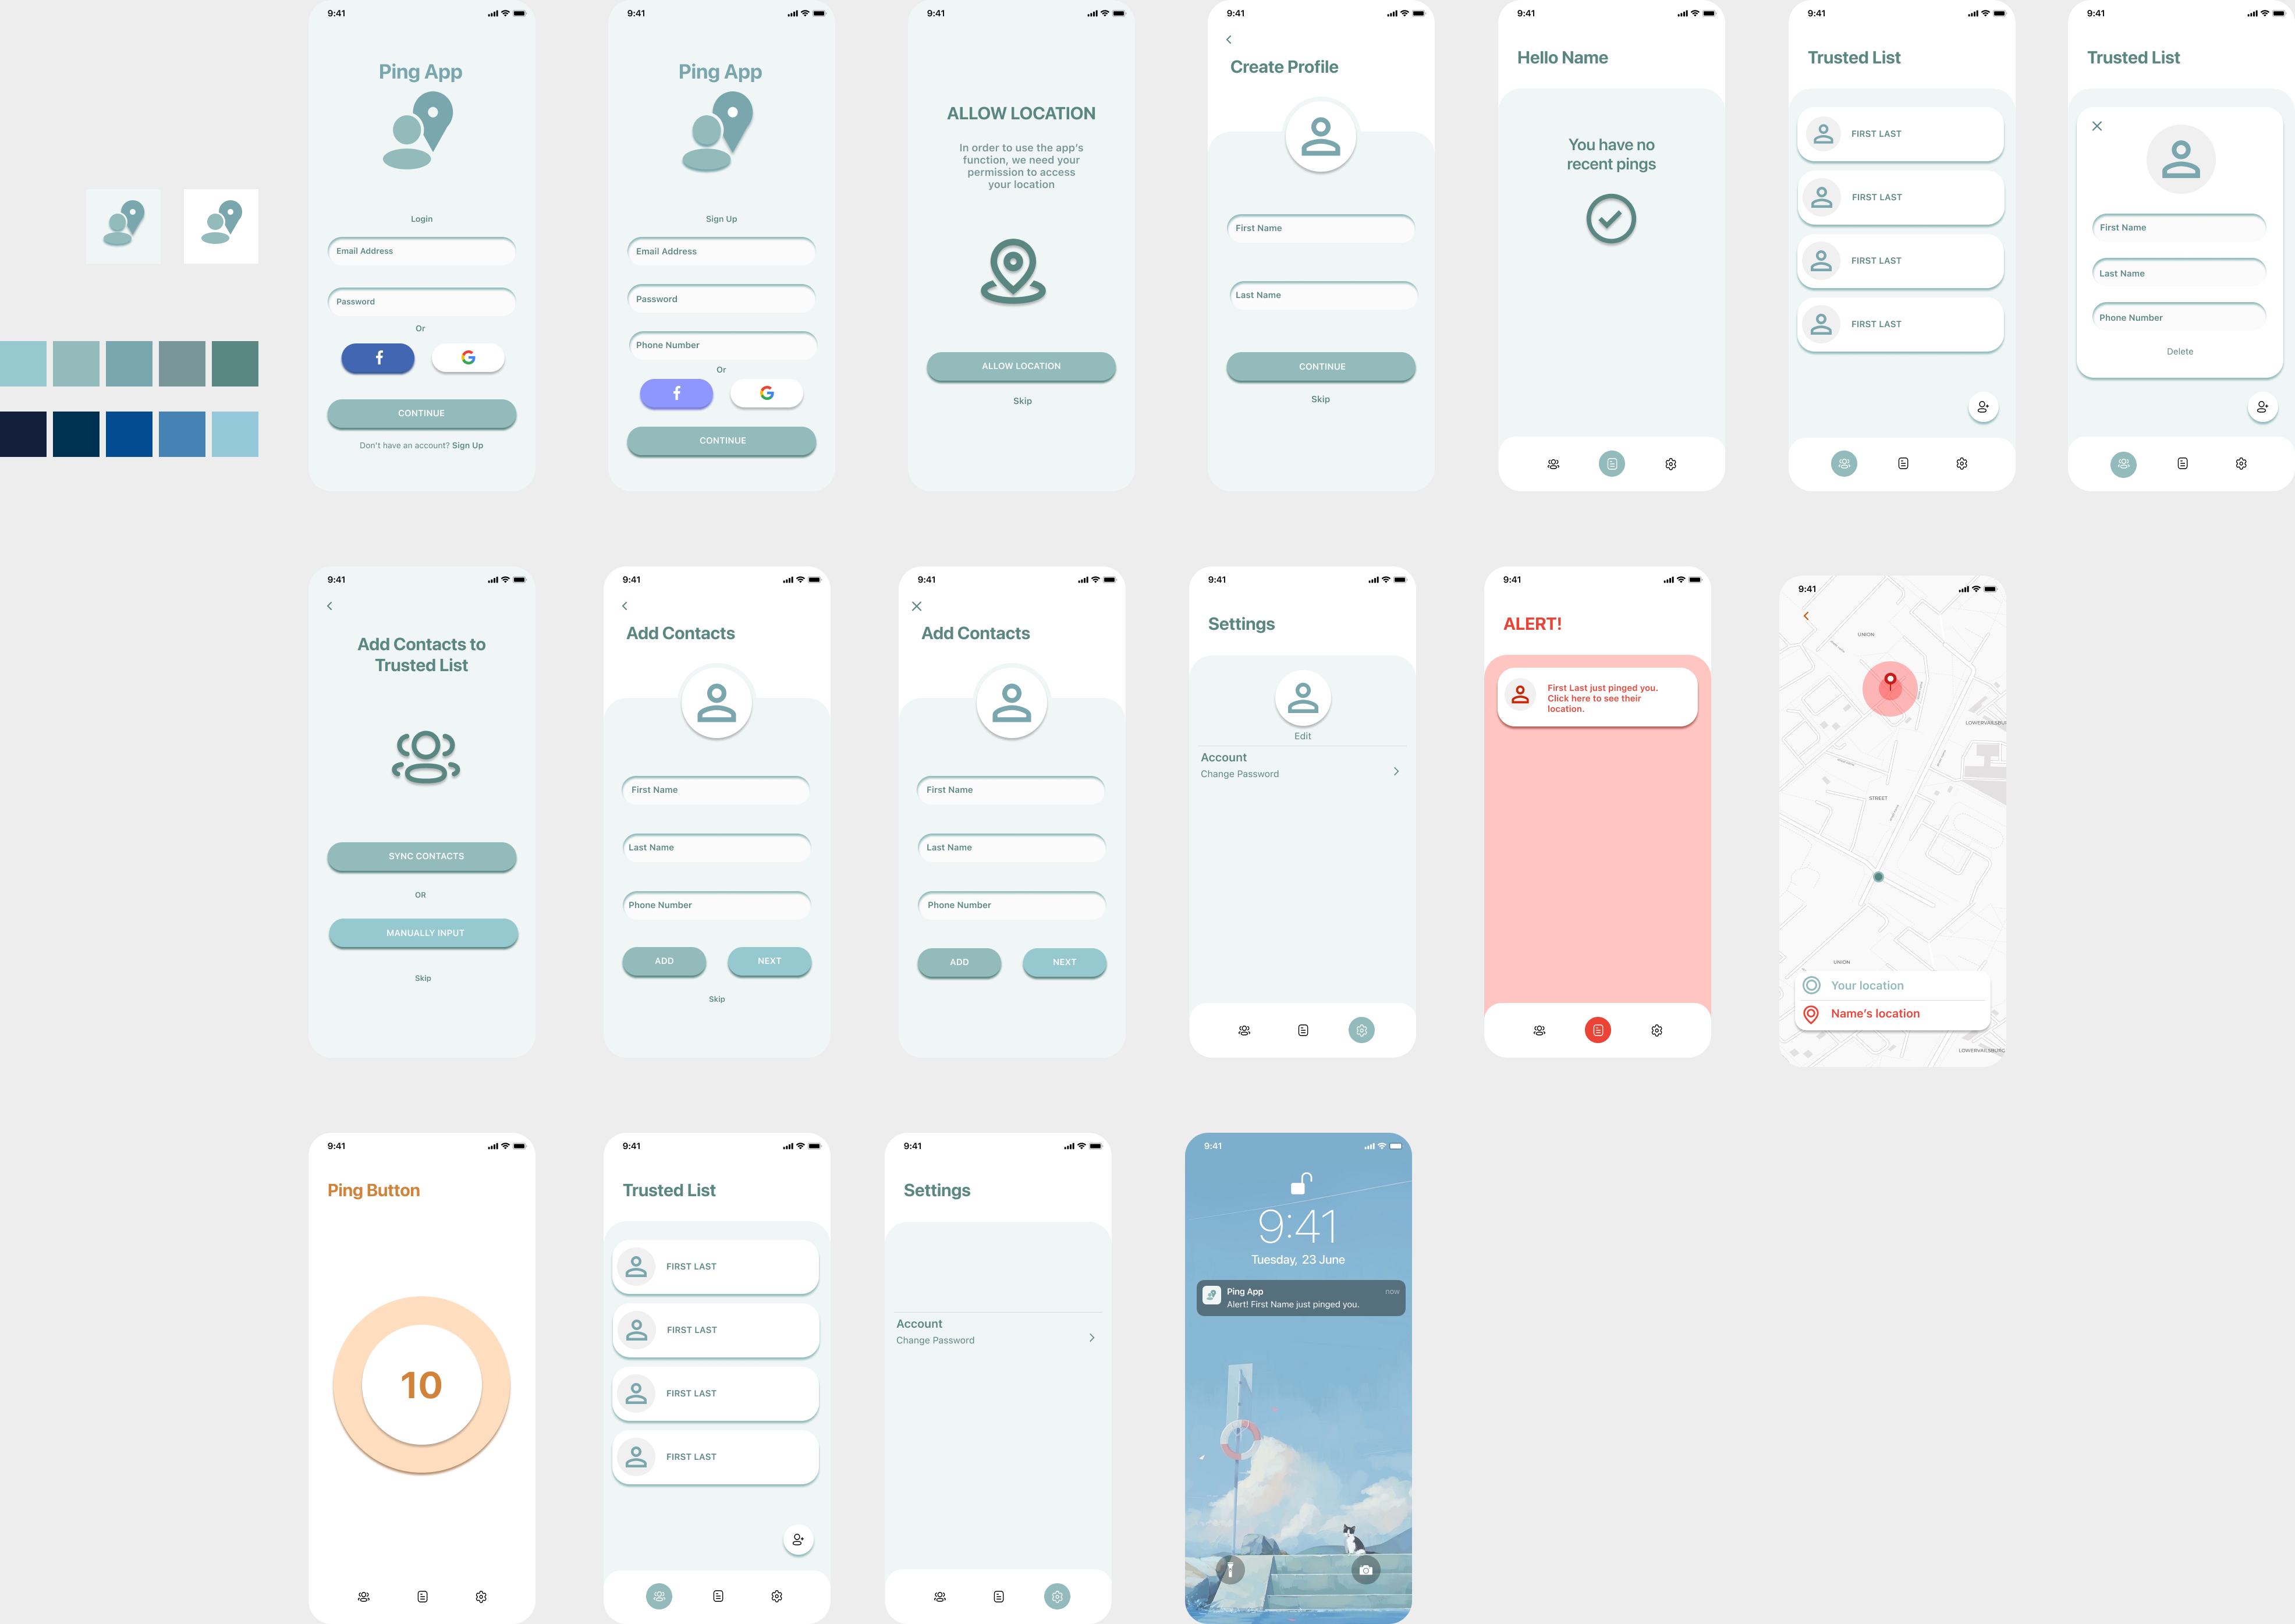 9:41
Ping App
Login
Email Address
Password
Or
f
G
CONTINUE
Don't have an account? Sign Up
9:41
Ping App
Sign Up
Email Address
Password
Phone Number
Or
f
G
CONTINUE
9:41
ALLOW LOCATION
In order to use the app's
function, we need your
permission to access
your location
ALLOW LOCATION
Skip
9:41
Create Profile
First Name
Last Name
CONTINUE
Skip
9:41
Hello Name
You have no
recent pings
9:41
Trusted List
FIRST LAST
FIRST LAST
FIRST LAST
FIRST LAST
9:41
Trusted List
First Name
Last Name
Phone Number
Delete
9:41
Add Contacts to
Trusted List
SYNC CONTACTS
OR
MANUALLY INPUT
Skip
9:41
Add Contacts
First Name
Last Name
Phone Number
ADD
NEXT
Skip
9:41
Add Contacts
First Name
Last Name
Phone Number
ADD
NEXT
9:41
Settings
Edit
Account
Change Password
9:41
ALERT!
First Last just pinged you.
Click here to see their
location.
9:41
UNION
STREET
UNION
Your location
Name's location
9:41
Ping Button
10
9:41
Trusted List
FIRST LAST
FIRST LAST
FIRST LAST
FIRST LAST
9:41
Settings
Account
Change Password
9:41
9:41
Tuesday, 23 June
Ping App
now
Alert! First Name just pinged you.